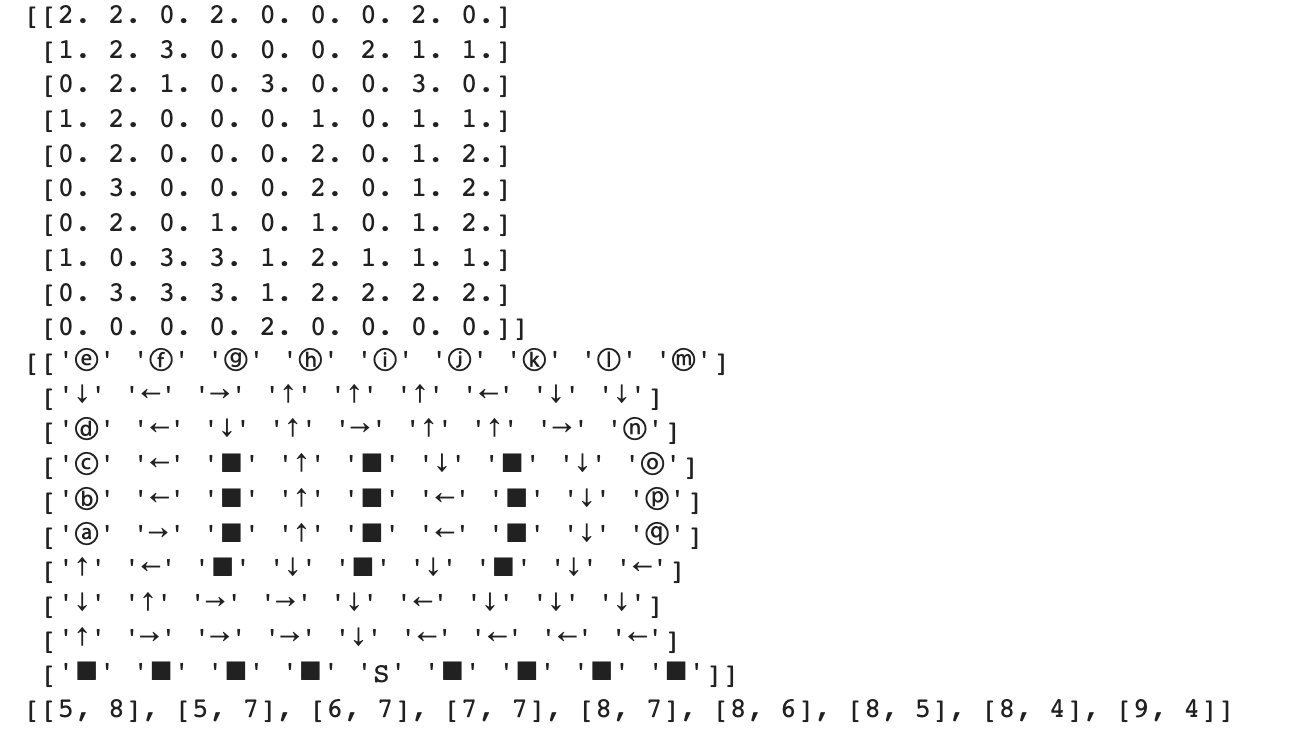 [[2. 2. 0. 2. 0. 0. 0. 2. 0.]
[1. 2. 3. 0. 0. 0. 2. 1. 1.]
[0. 2. 1. 0. 3. 0. 0. 3. 0.]
[1. 2. 0. 0. 0. 1. 0. 1. 1.]
[0. 2. 0. 0. 0. 2. 0. 1. 2.]
[0. 3. 0. 0. 0. 2. 0. 1. 2.]
[0. 2. 0. 1. 0. 1. 0. 1. 2.]
[1. 0. 3. 3. 1. 2. 1. 1. 1.]
[0. 3. 3. 3. 1. 2. 2. 2. 2.]
[0. 0. 0. 0. 2. 0. 0. 0. 0.]]
[['ⓔ' 'ⓕ' 'ⓖ' 'ⓗ' 'ⓘ' 'ⓙ' 'ⓚ' 'ⓛ' 'ⓜ']
['↓' '←' '→' '↑' '↑' '↑' '←' '↓' '↓']
['ⓓ' '←' '↓' '↑' '→' '↑' '↑' '→' 'ⓝ']
['ⓒ' '←' '■' '↑' '■' '↓' '■' '↓' 'ⓞ']
['ⓑ' '←' '■' '↑' '■' '←' '■' '↓' 'ⓟ']
['ⓐ' '→' '■' '↑' '■' '←' '■' '↓' 'ⓠ']
['↑' '←' '■' '↓' '■' '↓' '■' '↓' '←']
['↓' '↑' '→' '→' '↓' '←' '↓' '↓' '↓']
['↑' '→' '→' '→' '↓' '←' '←' '←' '←']
['■' '■' '■' '■' 'S' '■' '■' '■' '■']]
[[5, 8], [5, 7], [6, 7], [7, 7], [8, 7], [8, 6], [8, 5], [8, 4], [9, 4]]